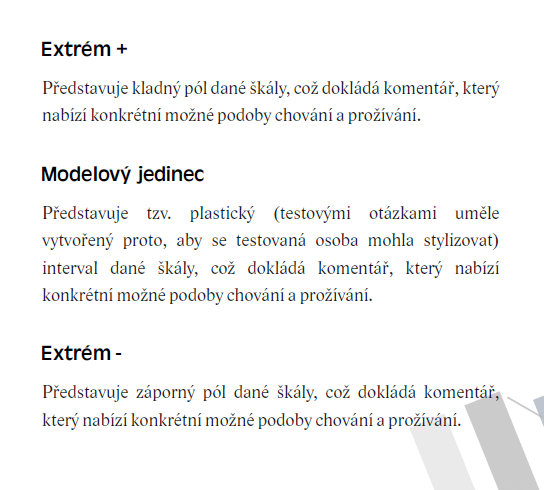 Extrém +
Představuje kladný pól dané škály, což dokládá komentář, který
nabízí konkrétní možné podoby chování a prožívání.
Modelový jedinec
Představuje tzv. plastický (testovými otázkami uměle
vytvořený proto, aby se testovaná osoba mohla stylizovat)
interval dané škály, což dokládá komentář, který nabízí
konkrétní možné podoby chování a prožívání.
Extrém -
Představuje záporný pól dané škály, což dokládá komentář,
který nabízí konkrétní možné podoby chování a prožívání.